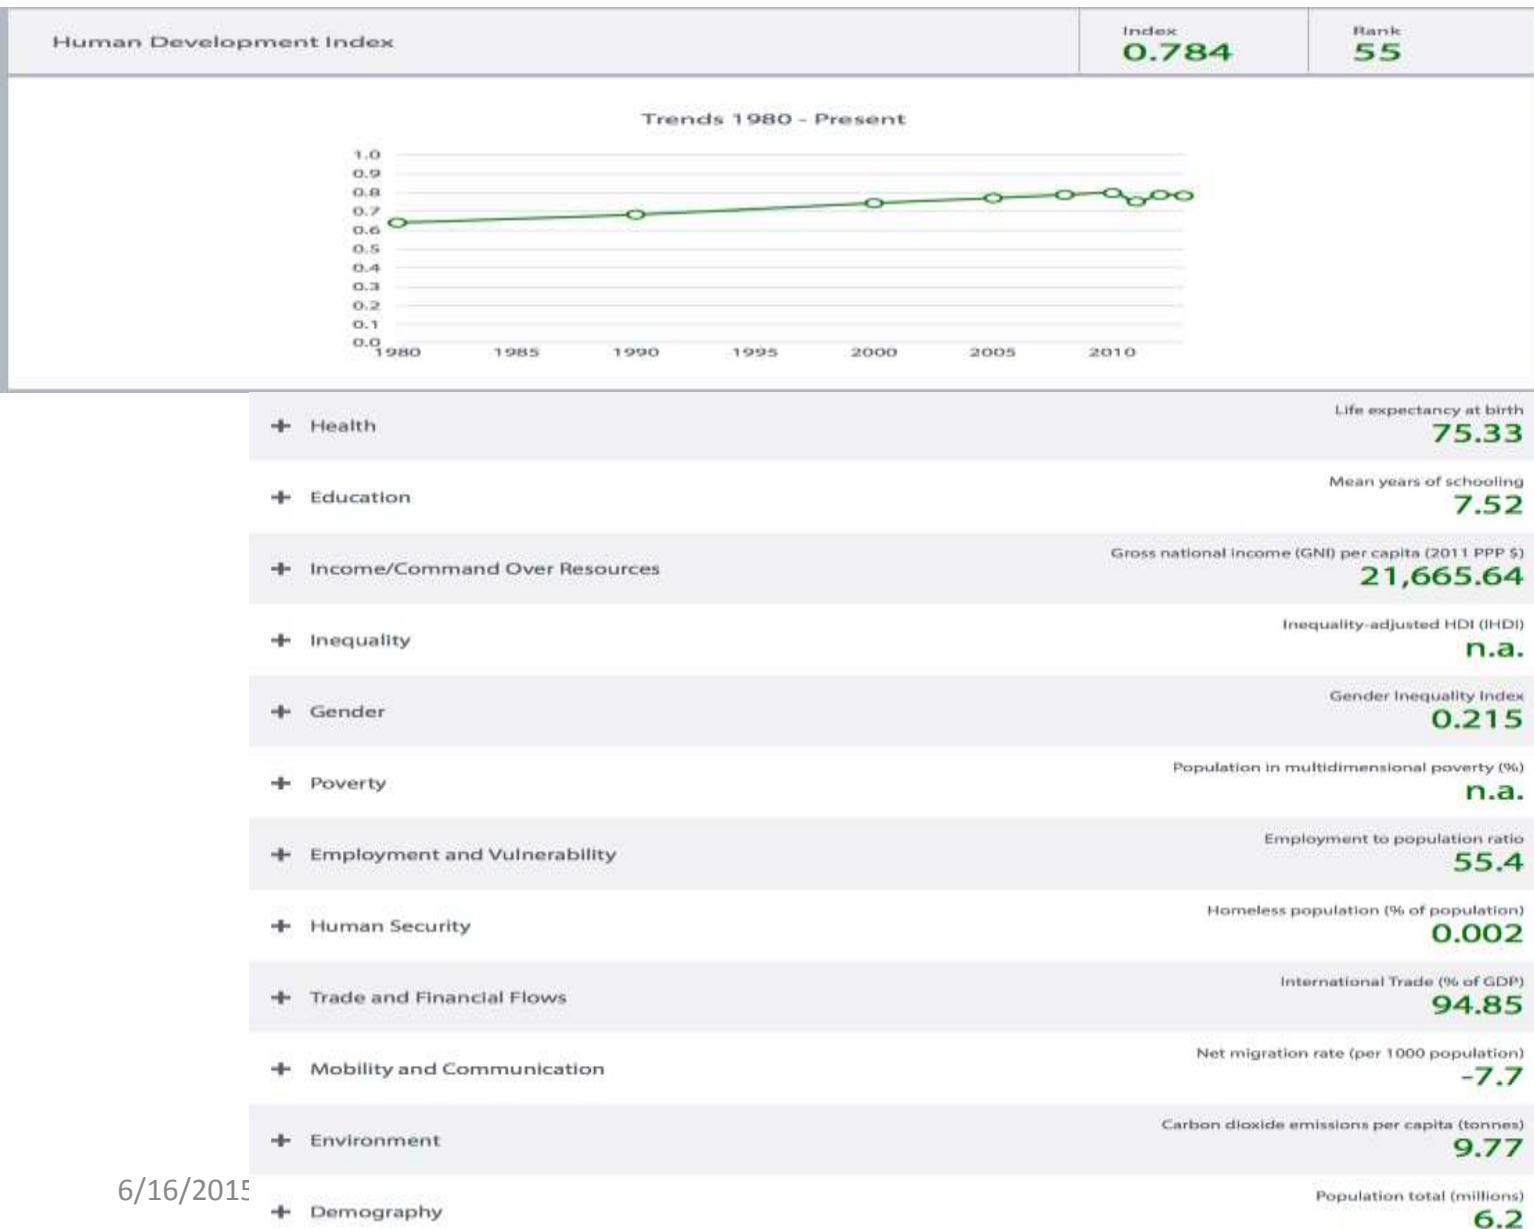 Human Development Index
Index
0.784
Rank
55
Trends 1980 - Present
1.0
0.9
0.8
0.7
0.6
0.5
0.4
0.3
0.2
0.1
0.0
1980 1985 1990 1995 2000 2005 2010
Health
Life expectancy at birth
75.33
Education
Mean years of schooling
7.52
Income/Command Over Resources
Gross national income (GNI) per capita (2011 PPP $)
21,665.64
Inequality
Inequality-adjusted HDI (IHDI)
n.a.
Gender
Gender Inequality Index
0.215
Poverty
Population in multidimensional poverty (%)
n.a.
Employment and Vulnerability
Employment to population ratio
55.4
Human Security
Homeless population (% of population)
0.002
Trade and Financial Flows
International Trade (% of GDP)
94.85
Mobility and Communication
Net migration rate (per 1000 population)
-7.7
Environment
Carbon dioxide emissions per capita (tonnes)
9.77
6/16/2015
Demography
Population total (millions)
6.2